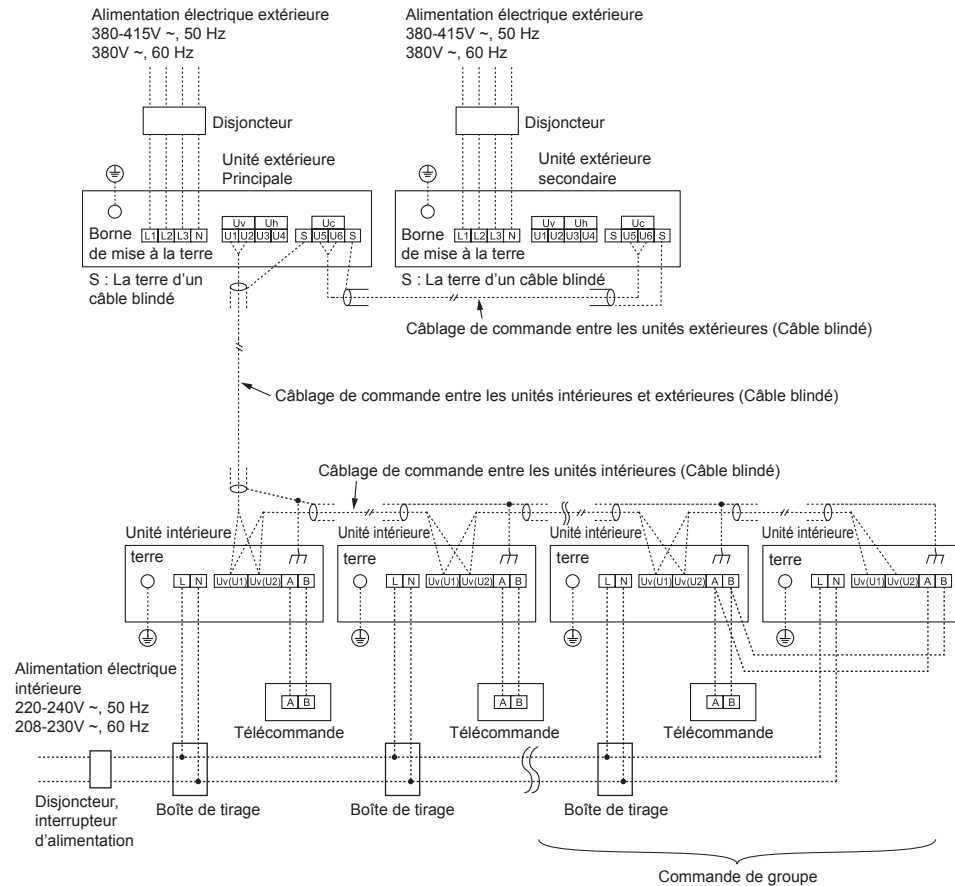 Alimentation électrique extérieure
380-415V ~, 50 Hz
380V ~, 60 Hz
Alimentation électrique extérieure
380-415V ~, 50 Hz
380V ~, 60 Hz
Disjoncteur
Disjoncteur
Unité extérieure
Principale
Unité extérieure
secondaire
Uv Uh Uc
Borne L1 L2 L3 N U1 U2 U3 U4 S U5 U6 S
de mise à la terre
Uv Uh Uc
Borne L1 L2 L3 N U1 U2 U3 U4 S U5 U6 S
de mise à la terre
S : La terre d'un
câble blindé
S : La terre d'un câble blindé
Câblage de commande entre les unités extérieures (Câble blindé)
Câblage de commande entre les unités intérieures et extérieures (Câble blindé)
Câblage de commande entre les unités intérieures (Câble blindé)
Unité intérieure
Unité intérieure
Unité intérieure
Unité intérieure
terre
L N Uv(U1) Uv(U2) A B
terre
L N Uv(U1) Uv(U2) A B
terre
L N Uv(U1) Uv(U2) A B
terre
L N Uv(U1) Uv(U2) A B
Alimentation électrique
intérieure
220-240V ~, 50 Hz
208-230V ~, 60 Hz
A B
Télécommande
A B
Télécommande
A B
Télécommande
Disjoncteur,
interrupteur
d'alimentation
Boîte de tirage
Boîte de tirage
Boîte de tirage
Commande de groupe